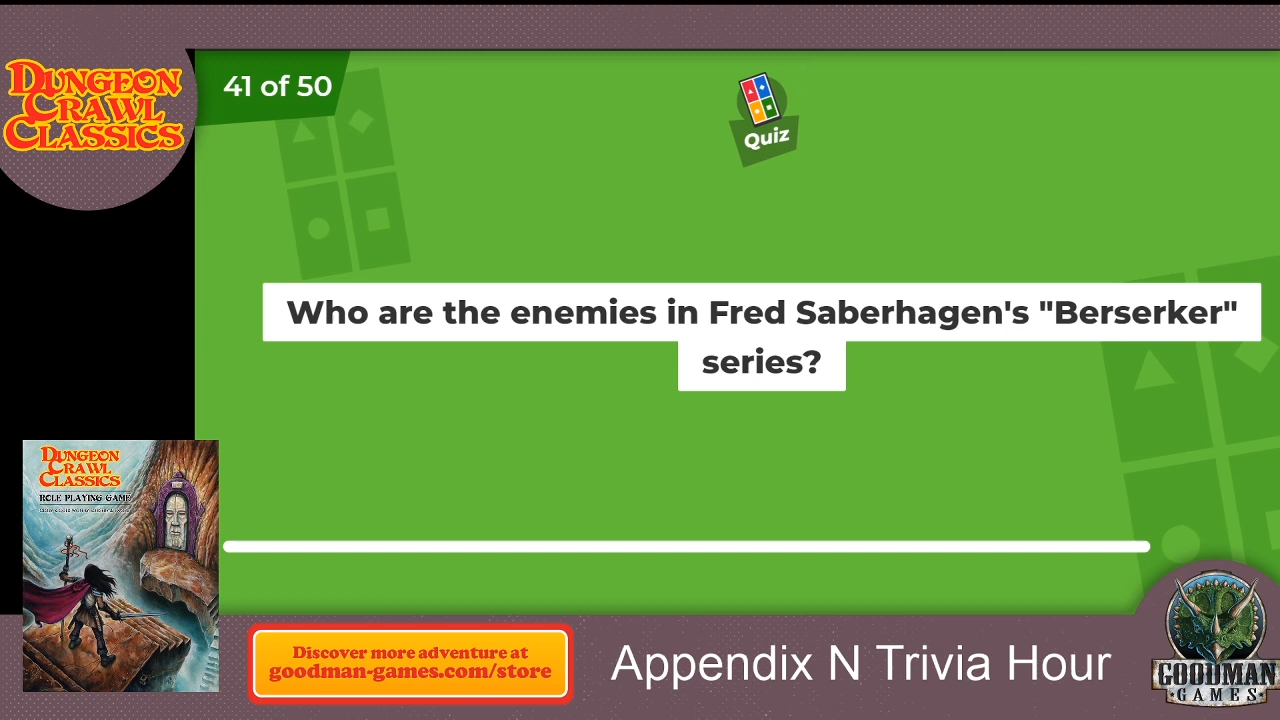 DUNGEON
CRAWL
CLASSICS
41 of 50
Quiz
Who are the enemies in Fred Saberhagen's "Berserker"
series?
DUNGEON
CRAWL
CLASSICS
ROLE PLAYING GAME
Discover more adventure at
goodman-games.com/store
Appendix N Trivia Hour
GOODMAN
GAMES